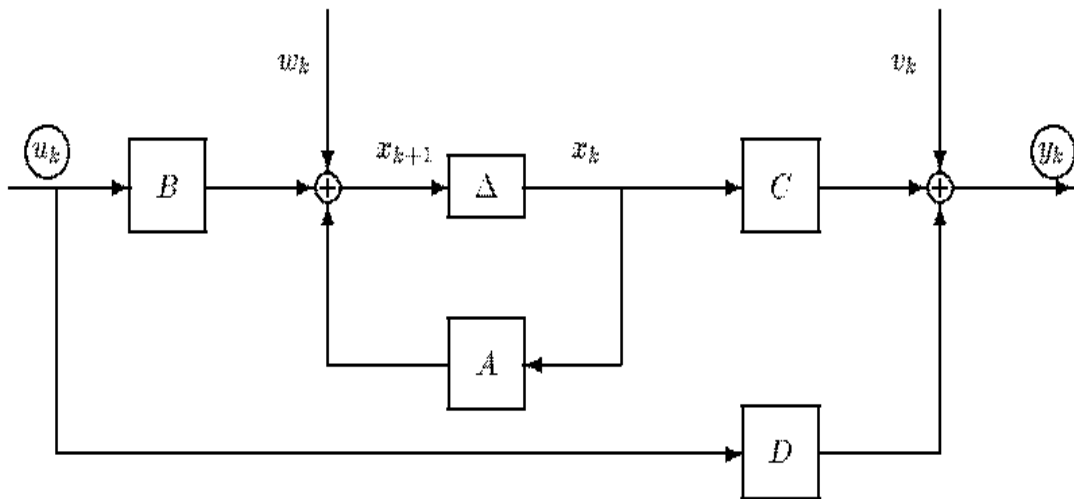 w_k v_k
u_k x_{k+1} x_k y_k
B + Δ C +
A
D